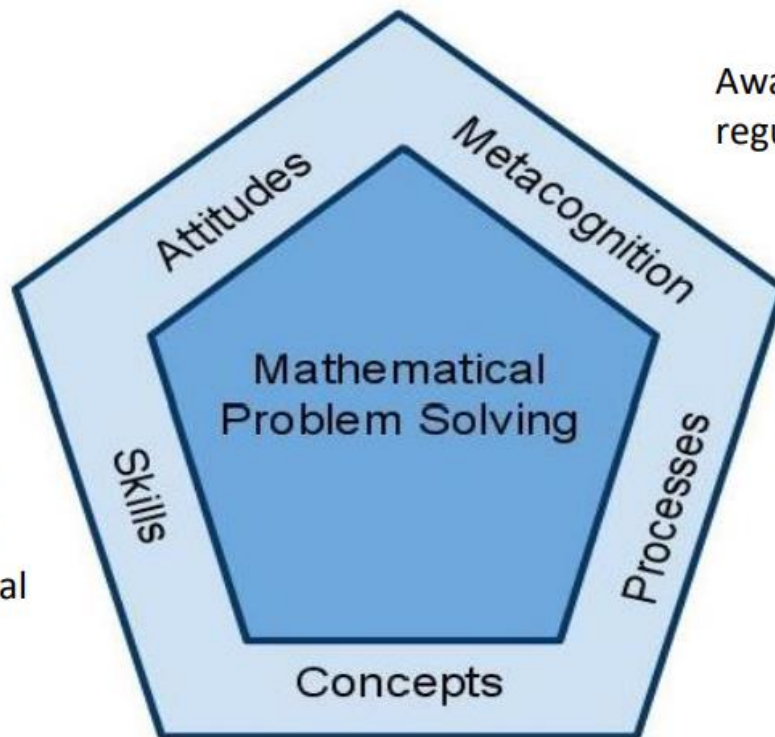 Attitudes
Metacognition
Mathematical
Problem Solving
Skills
Processes
Concepts